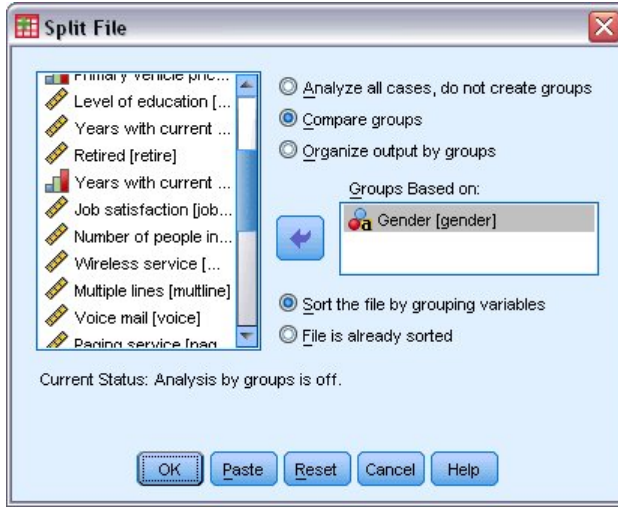 Split File
Primary vehicle pric...
Level of education [...
Years with current ...
Retired [retire]
Years with current ...
Job satisfaction [job...
Number of people in...
Wireless service [...
Multiple lines [multline]
Voice mail [voice]
Paging service [pag...
Analyze all cases, do not create groups
Compare groups
Organize output by groups
Groups Based on:
Gender [gender]
Sort the file by grouping variables
File is already sorted
Current Status: Analysis by groups is off.
OK
Paste
Reset
Cancel
Help